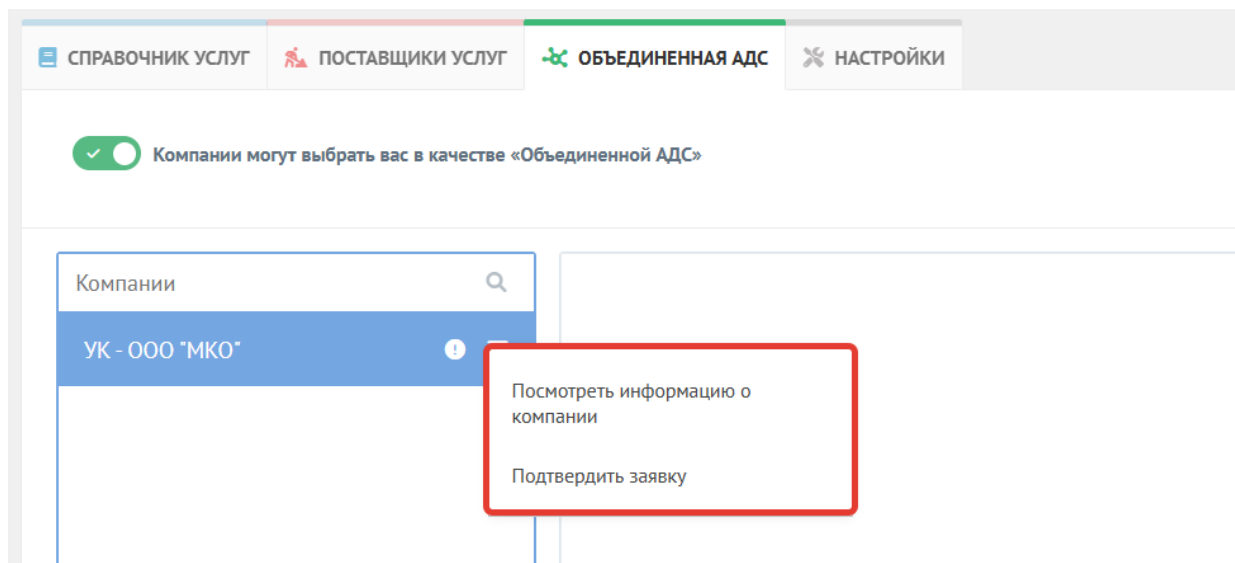 СПРАВОЧНИК УСЛУГ ПОСТАВЩИКИ УСЛУГ ОБЪЕДИНЕННАЯ АДС НАСТРОЙКИ
Компании могут выбрать вас в качестве «Объединенной АДС»
Компании
УК - ООО "МКО"
Посмотреть информацию о
компании
Подтвердить заявку